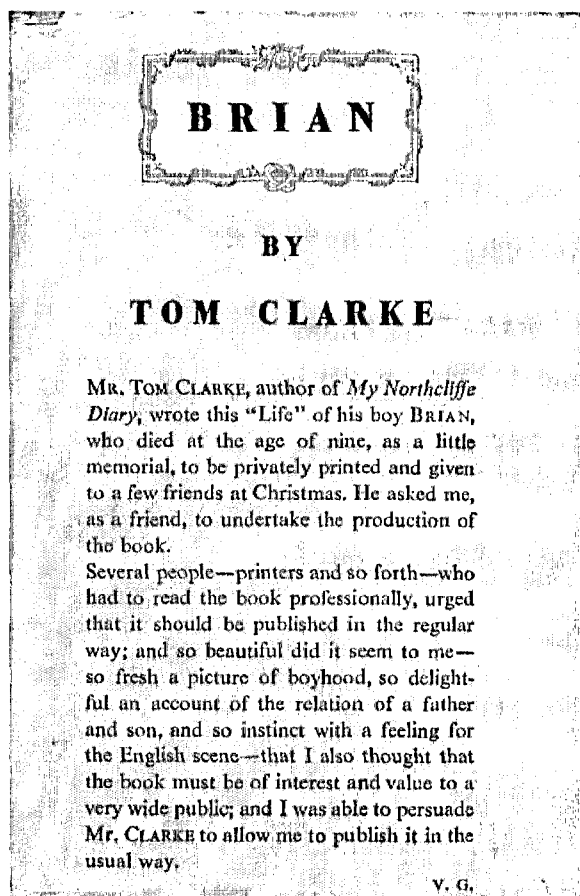 BRIAN
BY
TOM CLARKE
MR. TOM CLARKE, author of My Northcliffe
Diary, wrote this "Life" of his boy BRIAN,
who died at the age of nine, as a little
memorial, to be privately printed and given
to a few friends at Christmas. He asked me,
as a friend, to undertake the production of
the book.
Several people—printers and so forth—who
had to read the book professionally, urged
that it should be published in the regular
way; and so beautiful did it seem to me—
so fresh a picture of boyhood, so delight-
ful an account of the relation of a father
and son, and so instinct with a feeling for
the English scene—that I also thought that
the book must be of interest and value to a
very wide public; and I was able to persuade
Mr. CLARKE to allow me to publish it in the
usual way.
V. G.